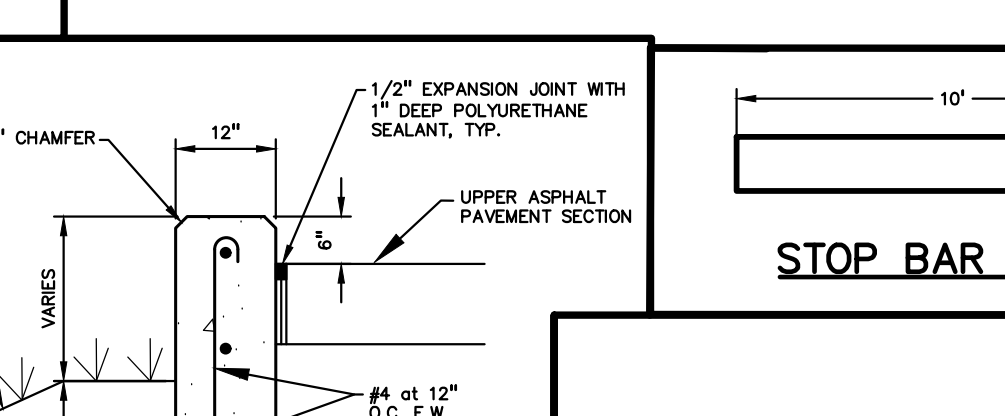 1/2" EXPANSION JOINT WITH
1" DEEP POLYURETHANE
SEALANT, TYP.
" CHAMFER
12"
10'
UPPER ASPHALT
PAVEMENT SECTION
6"
STOP BAR
VARIES
#4 at 12"
O.C. E.W.